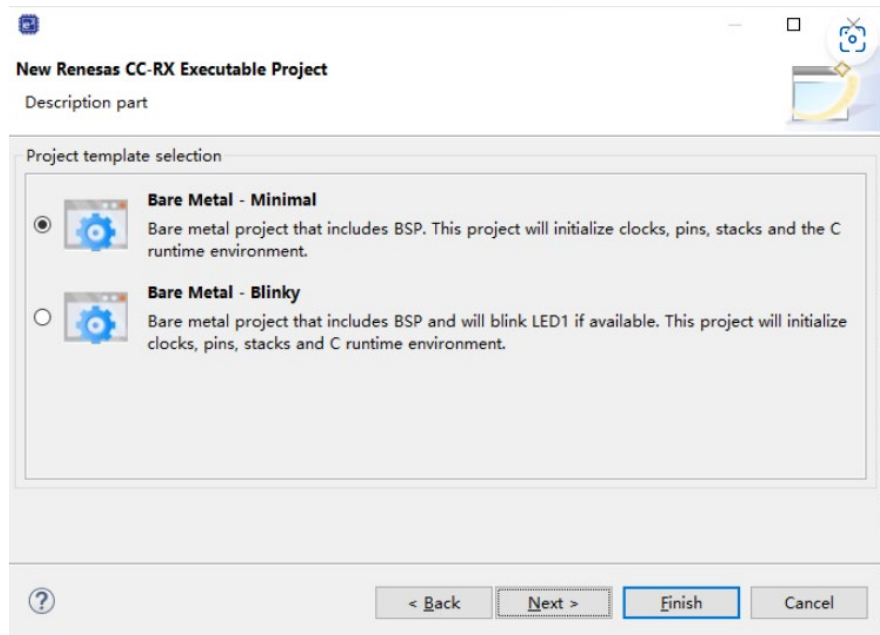 New Renesas CC-RX Executable Project
Description part
Project template selection
Bare Metal - Minimal
Bare metal project that includes BSP. This project will initialize clocks, pins, stacks and the C
runtime environment.
Bare Metal - Blinky
Bare metal project that includes BSP and will blink LED1 if available. This project will initialize
clocks, pins, stacks and C runtime environment.
?
< Back
Next >
Finish
Cancel